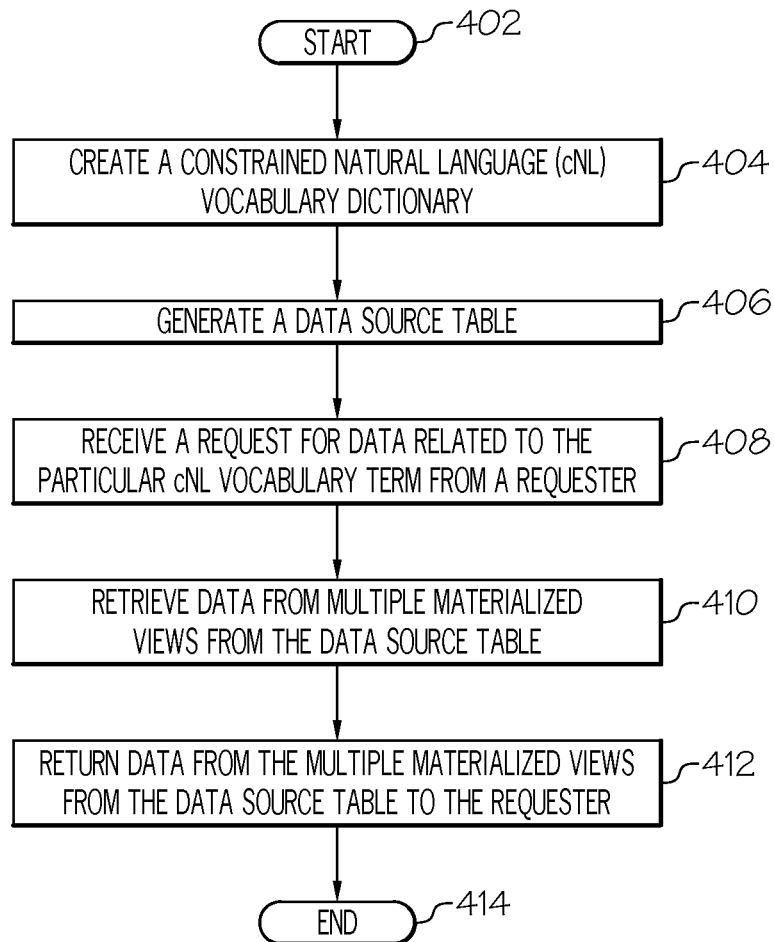 START
402
CREATE A CONSTRAINED NATURAL LANGUAGE (cNL)
VOCABULARY DICTIONARY
404
GENERATE A DATA SOURCE TABLE
406
RECEIVE A REQUEST FOR DATA RELATED TO THE
PARTICULAR cNL VOCABULARY TERM FROM A REQUESTER
408
RETRIEVE DATA FROM MULTIPLE MATERIALIZED
VIEWS FROM THE DATA SOURCE TABLE
410
RETURN DATA FROM THE MULTIPLE MATERIALIZED VIEWS
FROM THE DATA SOURCE TABLE TO THE REQUESTER
412
END
414